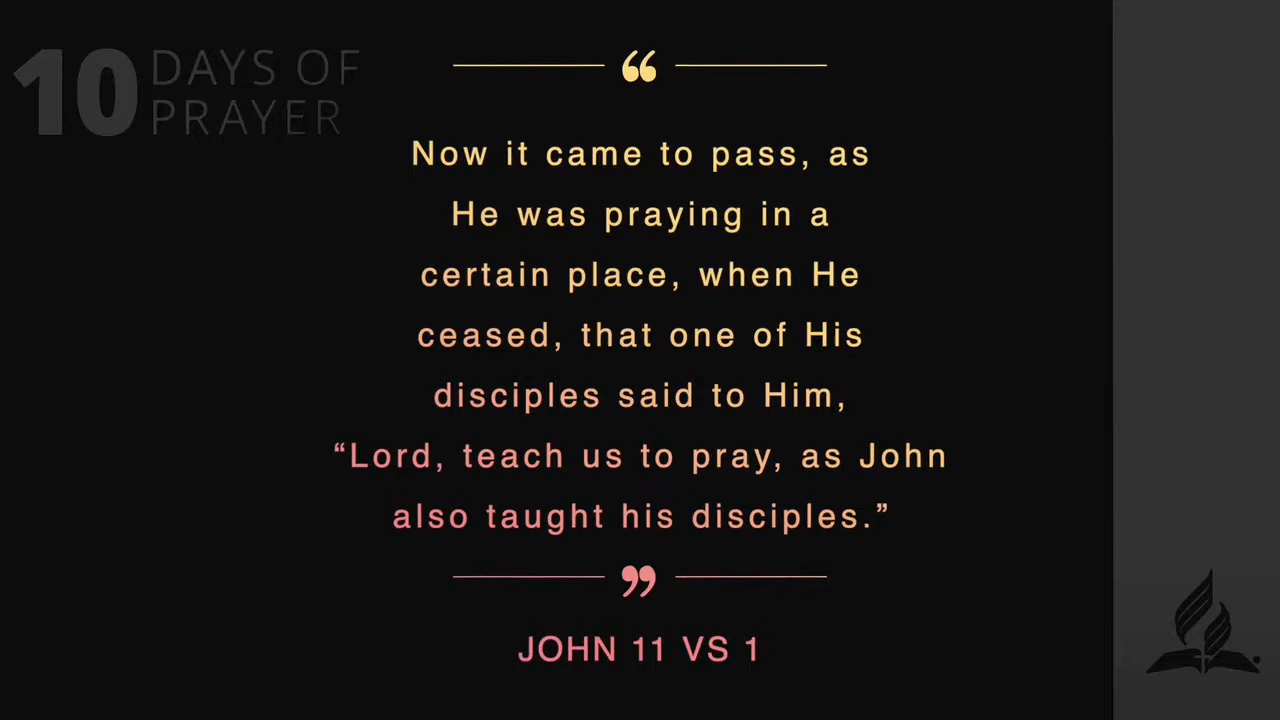 10 DAYS OF
PRAYER
“
Now it came to pass, as
He was praying in a
certain place, when He
ceased, that one of His
disciples said to Him,
“Lord, teach us to pray, as John
also taught his disciples.”
”
JOHN 11 VS 1